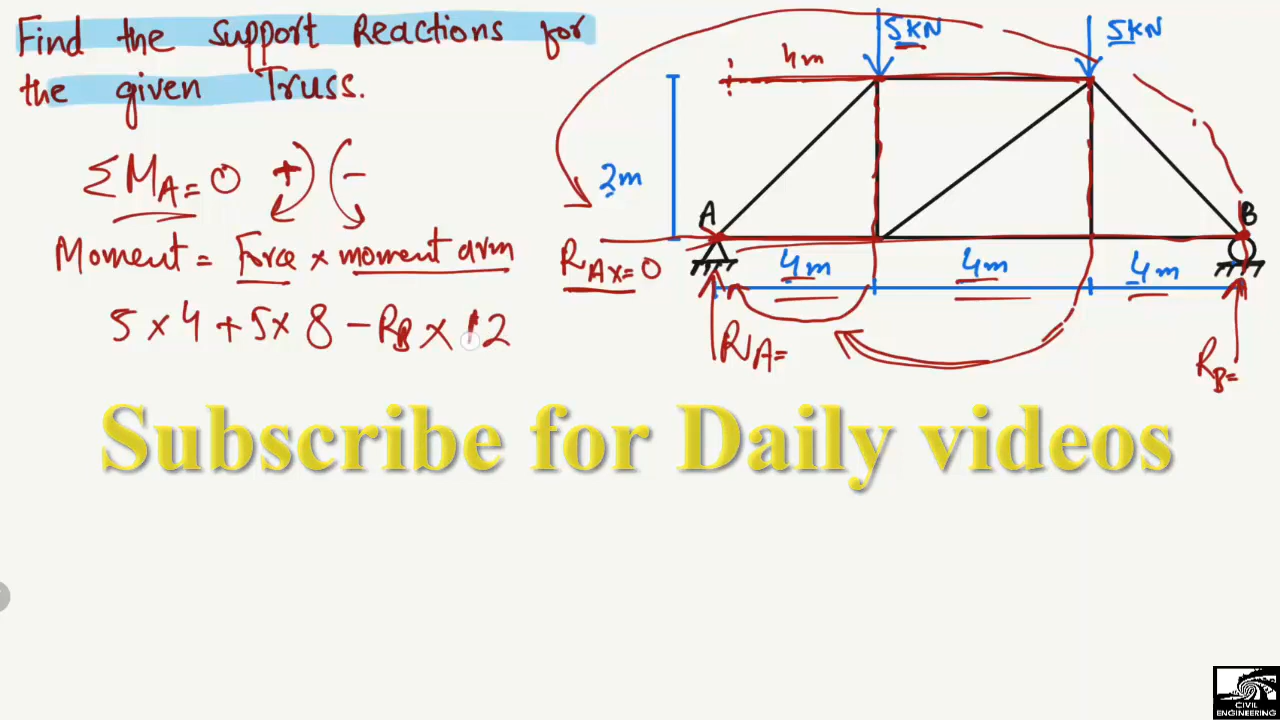 Find the support Reactions for
the given Truss.
ΣM_A = 0 + -
Moment = Force × moment arm
5 × 4 + 5 × 8 - R_B × 12
5KN
5KN
4m
2m
A
B
R_Ax = 0
4m
4m
4m
R_A =
R_B =
Subscribe for Daily videos
CIVIL
ENGINEERING